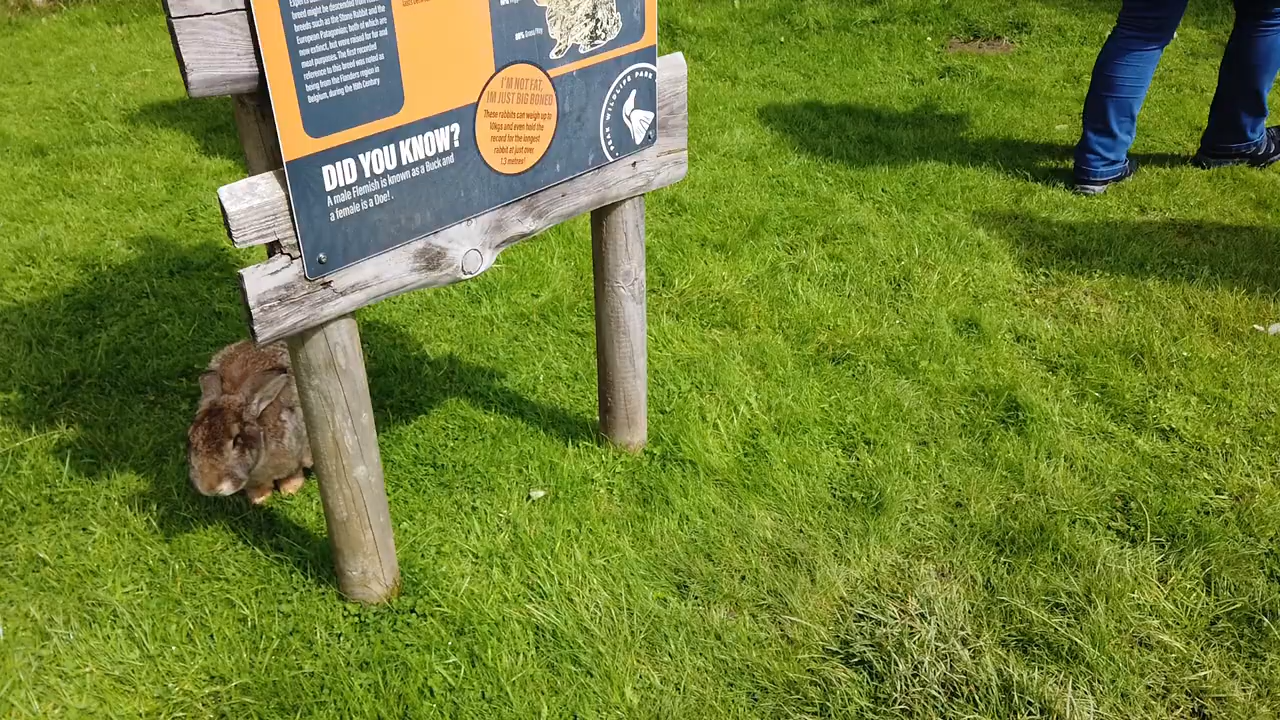 breed might be descended from
breeds such as the Stone Rabbit and the
European Patagonian; both of which are
now extinct, but were raised for fur and
meat purposes. The first recorded
reference to this breed was noted as
being from the Flanders region in
Belgium, during the 16th Century
80% Grass/Hay
I'M NOT FAT,
I'M JUST BIG BONED
These rabbits can weigh up to
10kgs and even hold the
record for the longest
rabbit at just over
1.3 metres!
WILDLIFE PARK
DID YOU KNOW?
A male Flemish is known as a Buck and
a female is a Doe!.